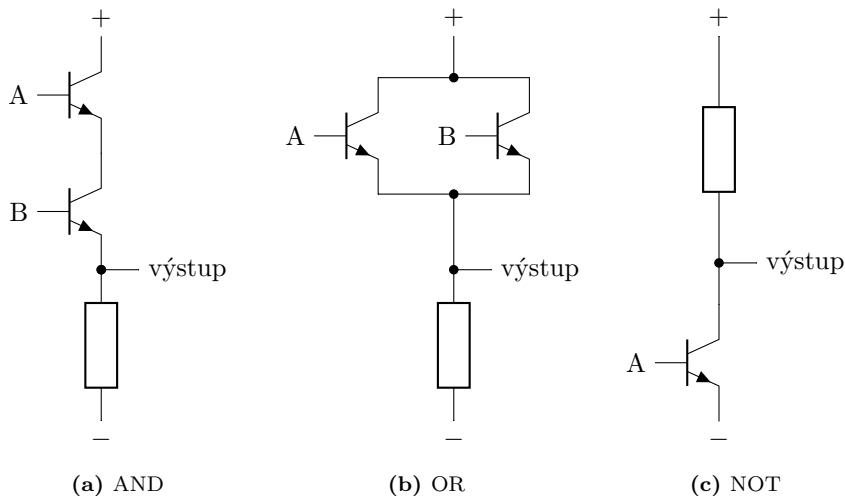 + + +
A
A B
B
výstup výstup výstup
A
− − −
(a) AND (b) OR (c) NOT